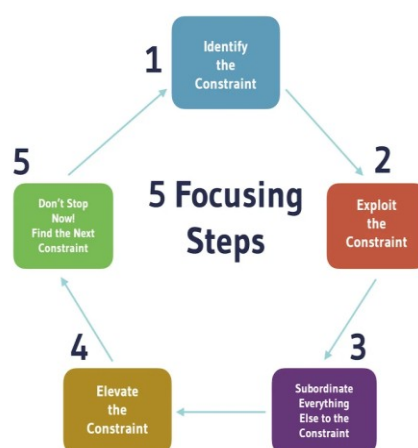 1
Identify
the
Constraint
2
Exploit
the
Constraint
3
Subordinate
Everything
Else to the
Constraint
4
Elevate
the
Constraint
5
Don't Stop
Now!
Find the Next
Constraint
5 Focusing
Steps